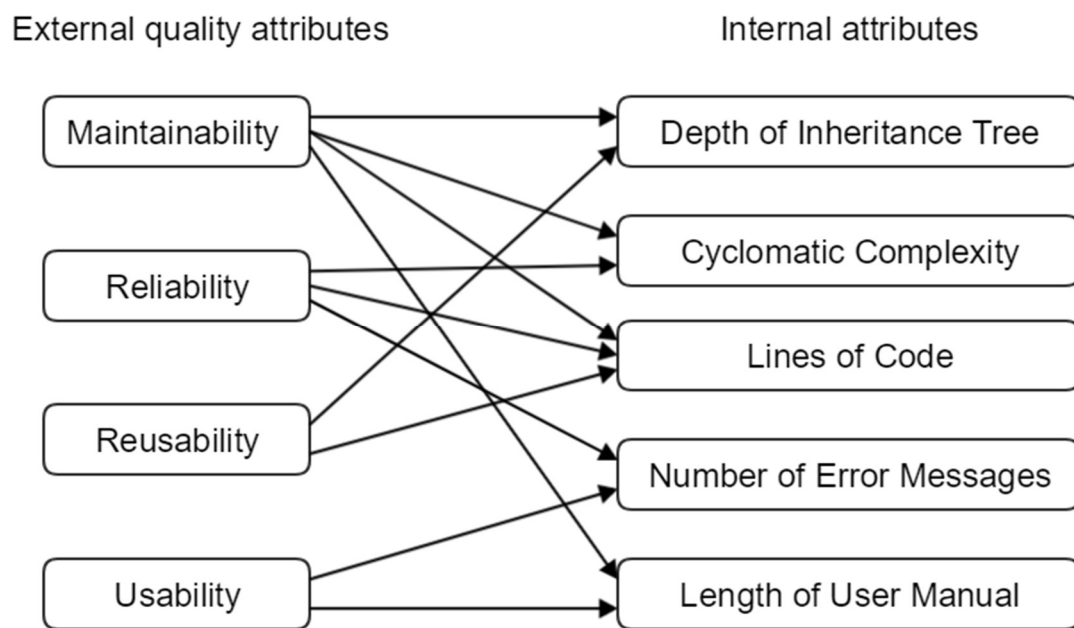 External quality attributes
Internal attributes
Maintainability
Depth of Inheritance Tree
Cyclomatic Complexity
Reliability
Lines of Code
Reusability
Number of Error Messages
Usability
Length of User Manual